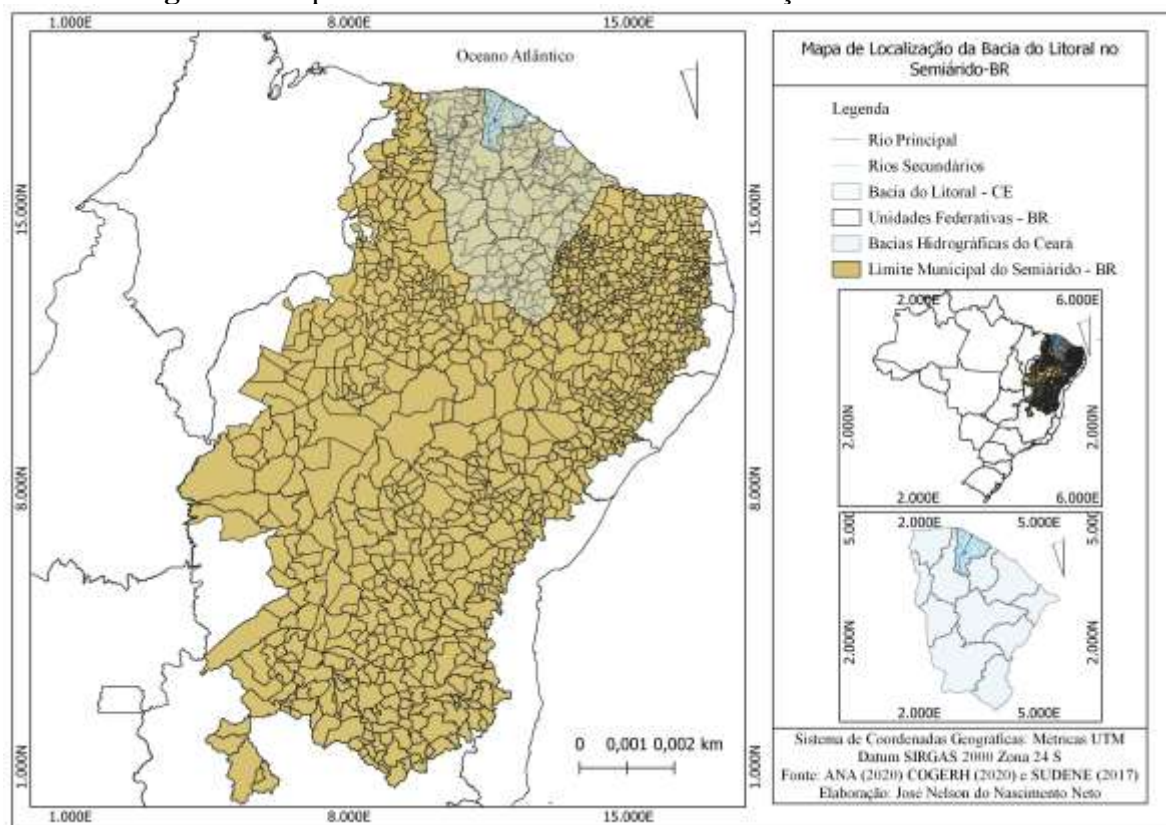 1.000E 8.000E 15.000E
Oceano Atlântico
15.000N
8.000N
1.000N
15.000N
8.000N
1.000N
0 0,001 0,002 km
1.000E 8.000E 15.000E
Mapa de Localização da Bacia do Litoral no
Semiárido-BR
Legenda
Rio Principal
Rios Secundários
Bacia do Litoral - CE
Unidades Federativas - BR
Bacias Hidrográficas do Ceará
Limite Municipal do Semiárido - BR
2.000E 6.000E
2.000N
2.000N
2.000E 6.000E
2.000E 5.000E
5.000
2.000N
5.000
2.000N
2.000E 5.000E
Sistema de Coordenadas Geográficas: Métricas UTM
Datum SIRGAS 2000 Zona 24 S
Fonte: ANA (2020) COGERH (2020) e SUDENE (2017)
Elaboração: José Nelson do Nascimento Neto